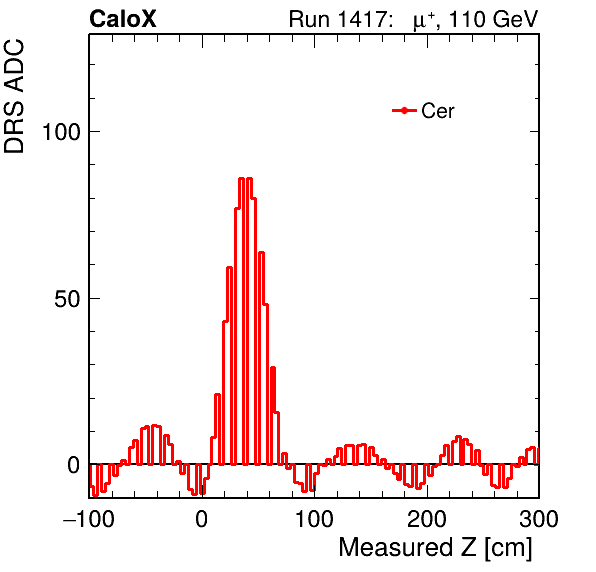 CaloX Run 1417: μ⁺, 110 GeV
DRS ADC
Cer
100
50
0
−100 0 100 200 300
Measured Z [cm]